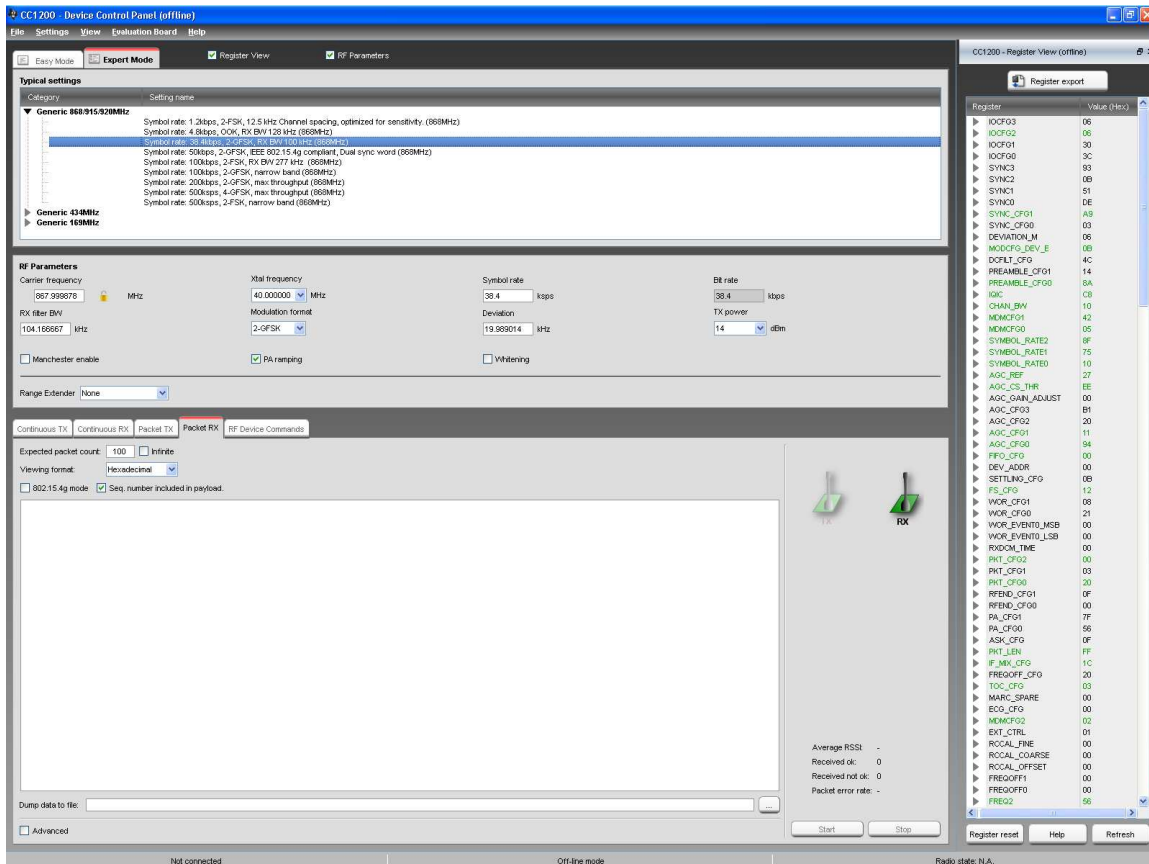 CC1200 - Device Control Panel (offline)
File Settings View Evaluation Board Help
Easy Mode
Expert Mode
Register View
RF Parameters
Typical settings
Category Setting name
Generic 868/915/920MHz
Symbol rate: 1.2kbps, 2-FSK, 12.5 kHz Channel spacing, optimized for sensitivity. (868MHz)
Symbol rate: 4.8kbps, OOK, RX BW 128 kHz (868MHz)
Symbol rate: 38.4kbps, 2-GFSK, RX BW 100 kHz (868MHz)
Symbol rate: 50kbps, 2-GFSK, IEEE 802.15.4g compliant, Dual sync word (868MHz)
Symbol rate: 100kbps, 2-FSK, RX BW 277 kHz (868MHz)
Symbol rate: 100kbps, 2-GFSK, narrow band (868MHz)
Symbol rate: 200kbps, 2-GFSK, max throughput (868MHz)
Symbol rate: 500ksps, 4-GFSK, max throughput (868MHz)
Symbol rate: 500ksps, 2-FSK, narrow band (868MHz)
Generic 434MHz
Generic 169MHz
RF Parameters
Carrier frequency Xtal frequency Symbol rate Bit rate
867.999878 MHz 40.000000 MHz 38.4 ksps 38.4 kbps
RX filter BW Modulation format Deviation TX power
104.166667 kHz 2-GFSK 19.989014 kHz 14 dBm
Manchester enable PA ramping Whitening
Range Extender None
Continuous TX Continuous RX Packet TX Packet RX RF Device Commands
Expected packet count: 100 Infinite
Viewing format: Hexadecimal
802.15.4g mode Seq. number included in payload.
TX RX
Average RSSI: -
Received ok: 0
Received not ok: 0
Packet error rate: -
Dump data to file: ...
Advanced
Start Stop
Not connected Off-line mode Radio state: N.A.
CC1200 - Register View (offline)
Register export
Register Value (Hex)
IOCFG3 06
IOCFG2 06
IOCFG1 30
IOCFG0 3C
SYNC3 93
SYNC2 0B
SYNC1 51
SYNC0 DE
SYNC_CFG1 A9
SYNC_CFG0 03
DEVIATION_M 06
MODCFG_DEV_E 0B
DCFILT_CFG 4C
PREAMBLE_CFG1 14
PREAMBLE_CFG0 8A
IQIC C8
CHAN_BW 10
MDMCFG1 42
MDMCFG0 05
SYMBOL_RATE2 8F
SYMBOL_RATE1 75
SYMBOL_RATE0 10
AGC_REF 27
AGC_CS_THR EE
AGC_GAIN_ADJUST 00
AGC_CFG3 B1
AGC_CFG2 20
AGC_CFG1 11
AGC_CFG0 94
FIFO_CFG 00
DEV_ADDR 00
SETTLING_CFG 0B
FS_CFG 12
WOR_CFG1 08
WOR_CFG0 21
WOR_EVENT0_MSB 00
WOR_EVENT0_LSB 00
RXDCM_TIME 00
PKT_CFG2 00
PKT_CFG1 03
PKT_CFG0 20
RFEND_CFG1 0F
RFEND_CFG0 00
PA_CFG1 7F
PA_CFG0 56
ASK_CFG 0F
PKT_LEN FF
IF_MIX_CFG 1C
FREQOFF_CFG 20
TOC_CFG 03
MARC_SPARE 00
ECG_CFG 00
MDMCFG2 02
EXT_CTRL 01
RCCAL_FINE 00
RCCAL_COARSE 00
RCCAL_OFFSET 00
FREQOFF1 00
FREQOFF0 00
FREQ2 56
Register reset Help Refresh